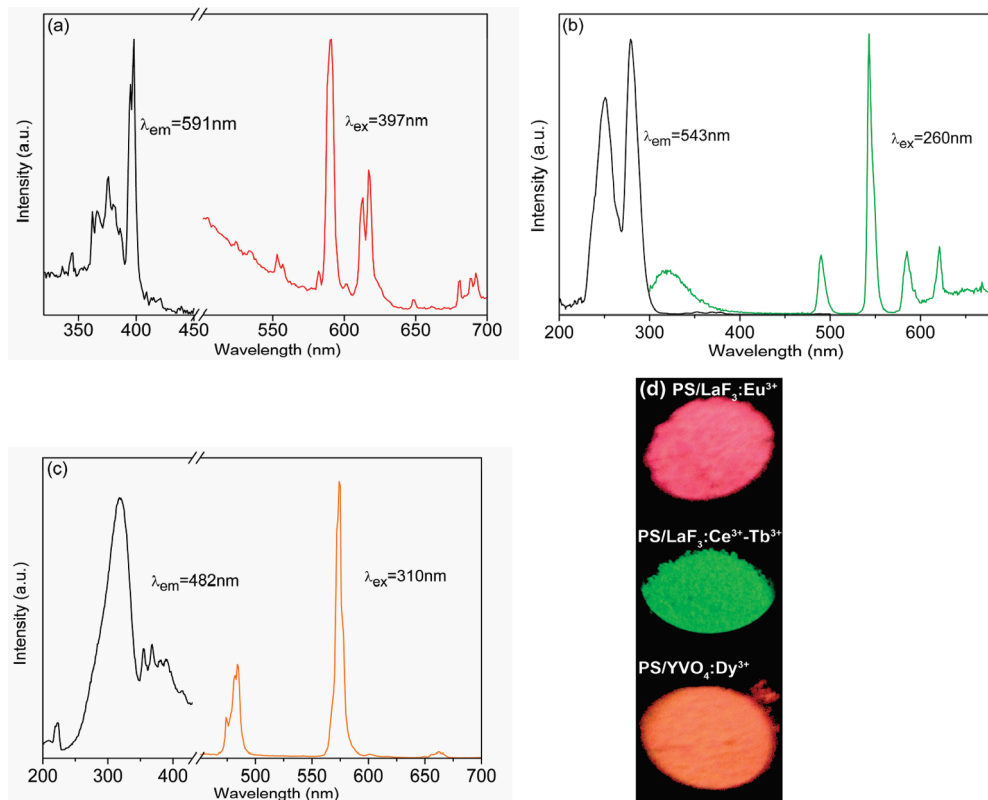 (a)
λem=591nm
λex=397nm
Intensity (a.u.)
350 400 450 550 600 650 700
Wavelength (nm)
(b)
λem=543nm
λex=260nm
Intensity (a.u.)
200 300 400 500 600
Wavelength (nm)
(c)
λem=482nm
λex=310nm
Intensity (a.u.)
200 300 400 500 550 600 650 700
Wavelength (nm)
(d) PS/LaF₃:Eu³⁺
PS/LaF₃:Ce³⁺-Tb³⁺
PS/YVO₄:Dy³⁺